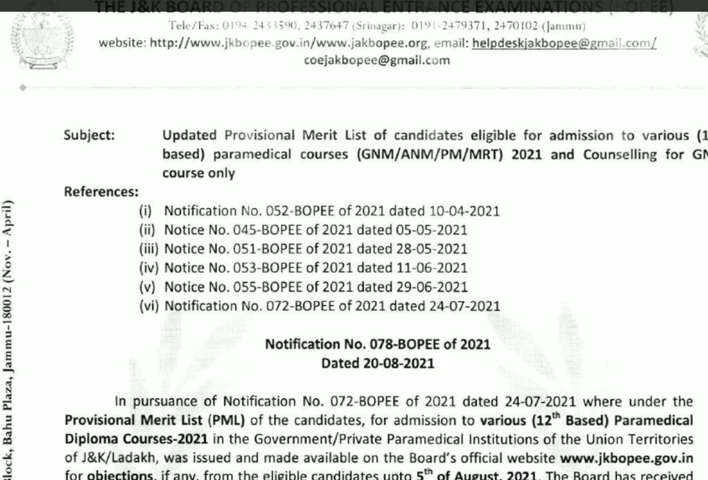 THE J&K BOARD OF PROFESSIONAL ENTRANCE EXAMINATIONS (BOPEE)
Tele/Fax: 0194-2433590, 2437647 (Srinagar): 0191-2479371, 2470102 (Jammu)
website: http://www.jkbopee.gov.in/www.jakbopee.org, email: helpdeskjakbopee@gmail.com/
coejakbopee@gmail.com
Subject: Updated Provisional Merit List of candidates eligible for admission to various (1
based) paramedical courses (GNM/ANM/PM/MRT) 2021 and Counselling for GN
course only
References:
(i) Notification No. 052-BOPEE of 2021 dated 10-04-2021
(ii) Notice No. 045-BOPEE of 2021 dated 05-05-2021
(iii) Notice No. 051-BOPEE of 2021 dated 28-05-2021
(iv) Notice No. 053-BOPEE of 2021 dated 11-06-2021
(v) Notice No. 055-BOPEE of 2021 dated 29-06-2021
(vi) Notification No. 072-BOPEE of 2021 dated 24-07-2021
Notification No. 078-BOPEE of 2021
Dated 20-08-2021
In pursuance of Notification No. 072-BOPEE of 2021 dated 24-07-2021 where under the
Provisional Merit List (PML) of the candidates, for admission to various (12th Based) Paramedical
Diploma Courses-2021 in the Government/Private Paramedical Institutions of the Union Territories
of J&K/Ladakh, was issued and made available on the Board's official website www.jkbopee.gov.in
for objections, if any, from the eligible candidates upto 5th of August, 2021. The Board has received
lock, Bahu Plaza, Jammu-180012 (Nov. – April)